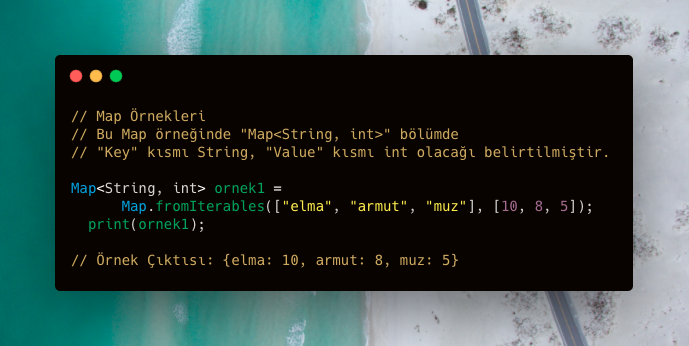 // Map Örnekleri
// Bu Map örneğinde "Map<String, int>" bölümde
// "Key" kısmı String, "Value" kısmı int olacağı belirtilmiştir.
Map<String, int> ornek1 =
Map.fromIterables(["elma", "armut", "muz"], [10, 8, 5]);
print(ornek1);
// Örnek Çıktısı: {elma: 10, armut: 8, muz: 5}